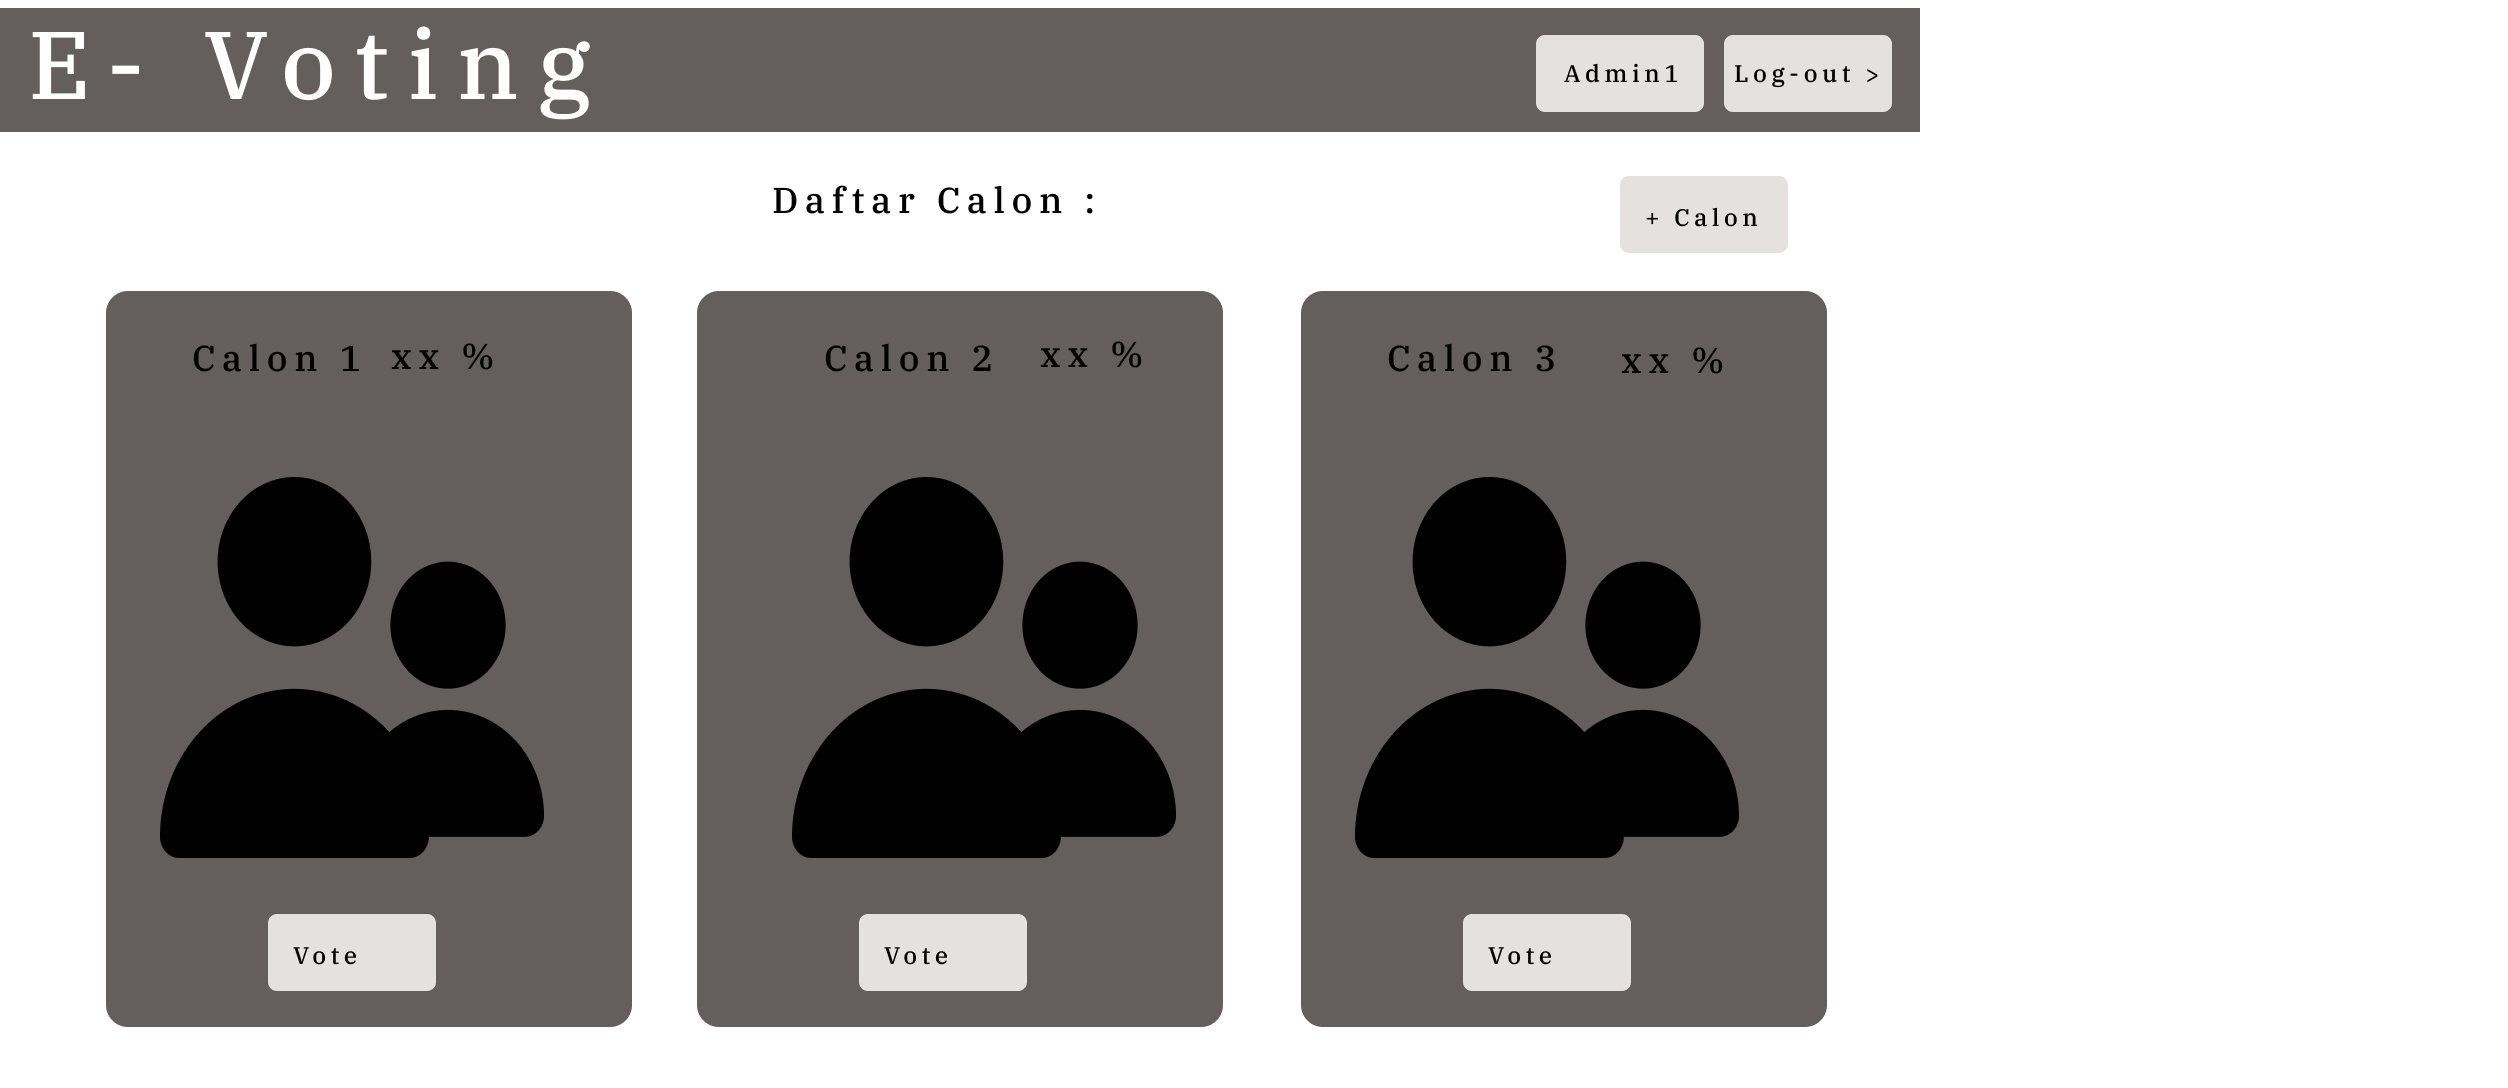 E- Voting
Admin1
Log-out >
Daftar Calon :
+ Calon
Calon 1 xx %
Calon 2 xx %
Calon 3 xx %
Vote
Vote
Vote